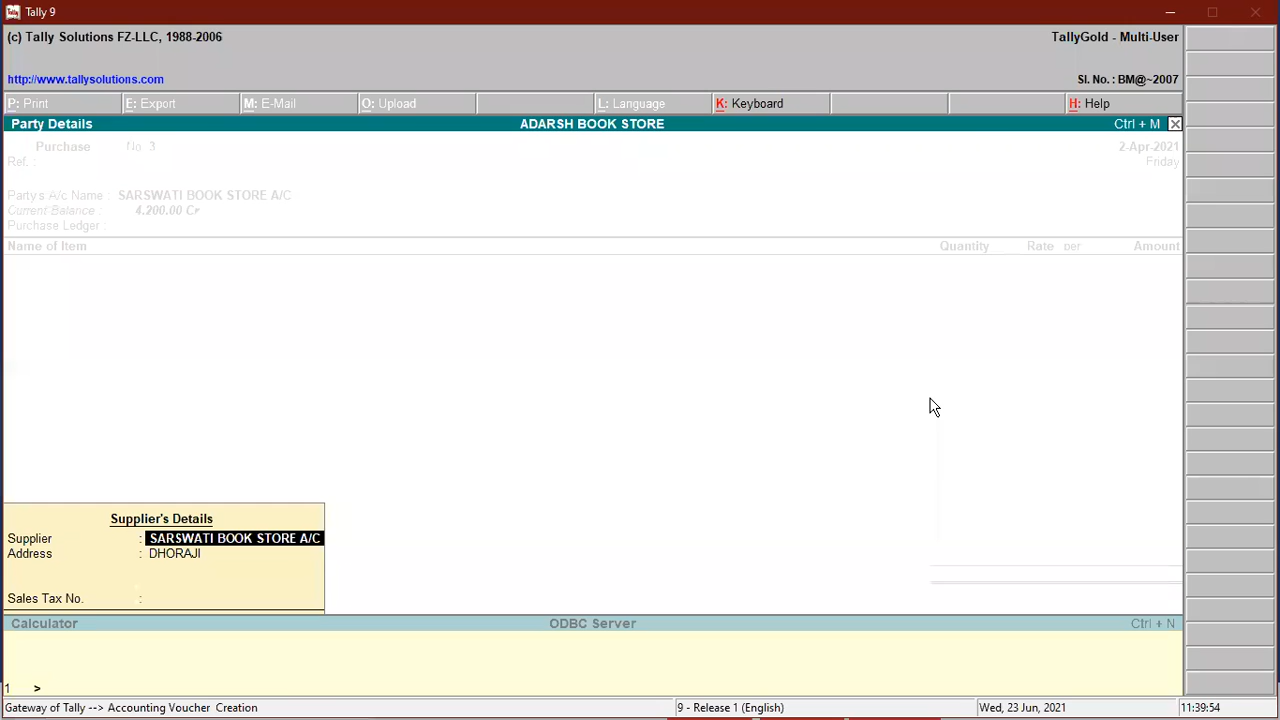 Tally 9
(c) Tally Solutions FZ-LLC, 1988-2006 TallyGold - Multi-User
http://www.tallysolutions.com Sl. No. : BM@~2007
P: Print E: Export M: E-Mail O: Upload L: Language K: Keyboard H: Help
Party Details ADARSH BOOK STORE Ctrl + M
Purchase No. 3 2-Apr-2021
Ref. : Friday
Party's A/c Name : SARSWATI BOOK STORE A/C
Current Balance : 4,200.00 Cr
Purchase Ledger :
Name of Item Quantity Rate per Amount
Supplier's Details
Supplier : SARSWATI BOOK STORE A/C
Address : DHORAJI
Sales Tax No. :
Calculator ODBC Server Ctrl + N
1 >
Gateway of Tally --> Accounting Voucher Creation 9 - Release 1 (English) Wed, 23 Jun, 2021 11:39:54